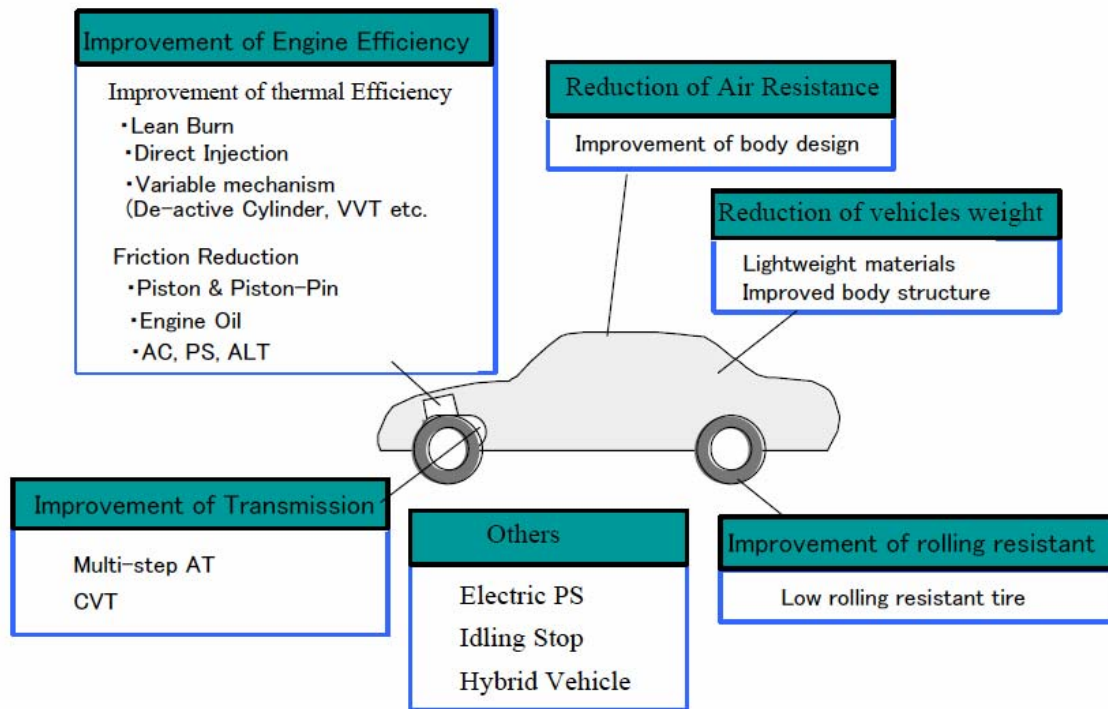 Improvement of Engine Efficiency
Improvement of thermal Efficiency
・Lean Burn
・Direct Injection
・Variable mechanism
(De-active Cylinder, VVT etc.
Friction Reduction
・Piston & Piston-Pin
・Engine Oil
・AC, PS, ALT
Reduction of Air Resistance
Improvement of body design
Reduction of vehicles weight
Lightweight materials
Improved body structure
Improvement of Transmission
Multi-step AT
CVT
Others
Electric PS
Idling Stop
Hybrid Vehicle
Improvement of rolling resistant
Low rolling resistant tire